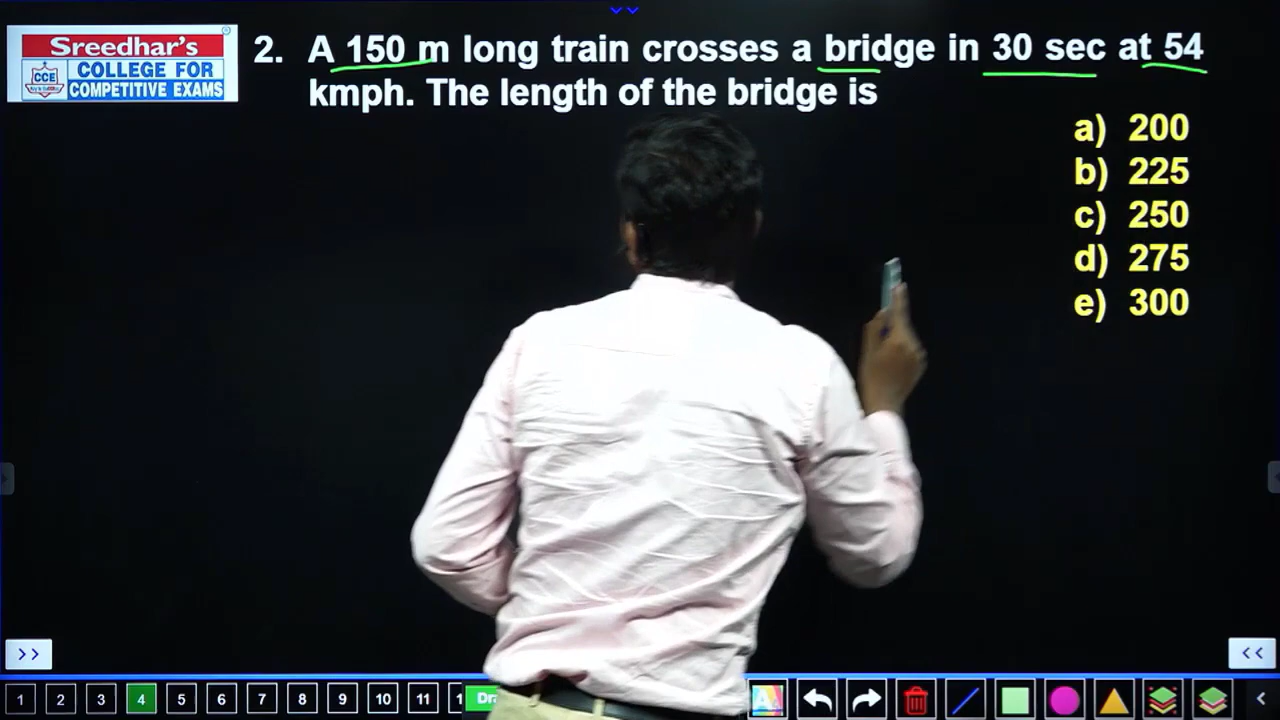 Sreedhar's
CCE
COLLEGE FOR
COMPETITIVE EXAMS
2. A 150 m long train crosses a bridge in 30 sec at 54
kmph. The length of the bridge is
a) 200
b) 225
c) 250
d) 275
e) 300
>>
<<
1 2 3 4 5 6 7 8 9 10 11